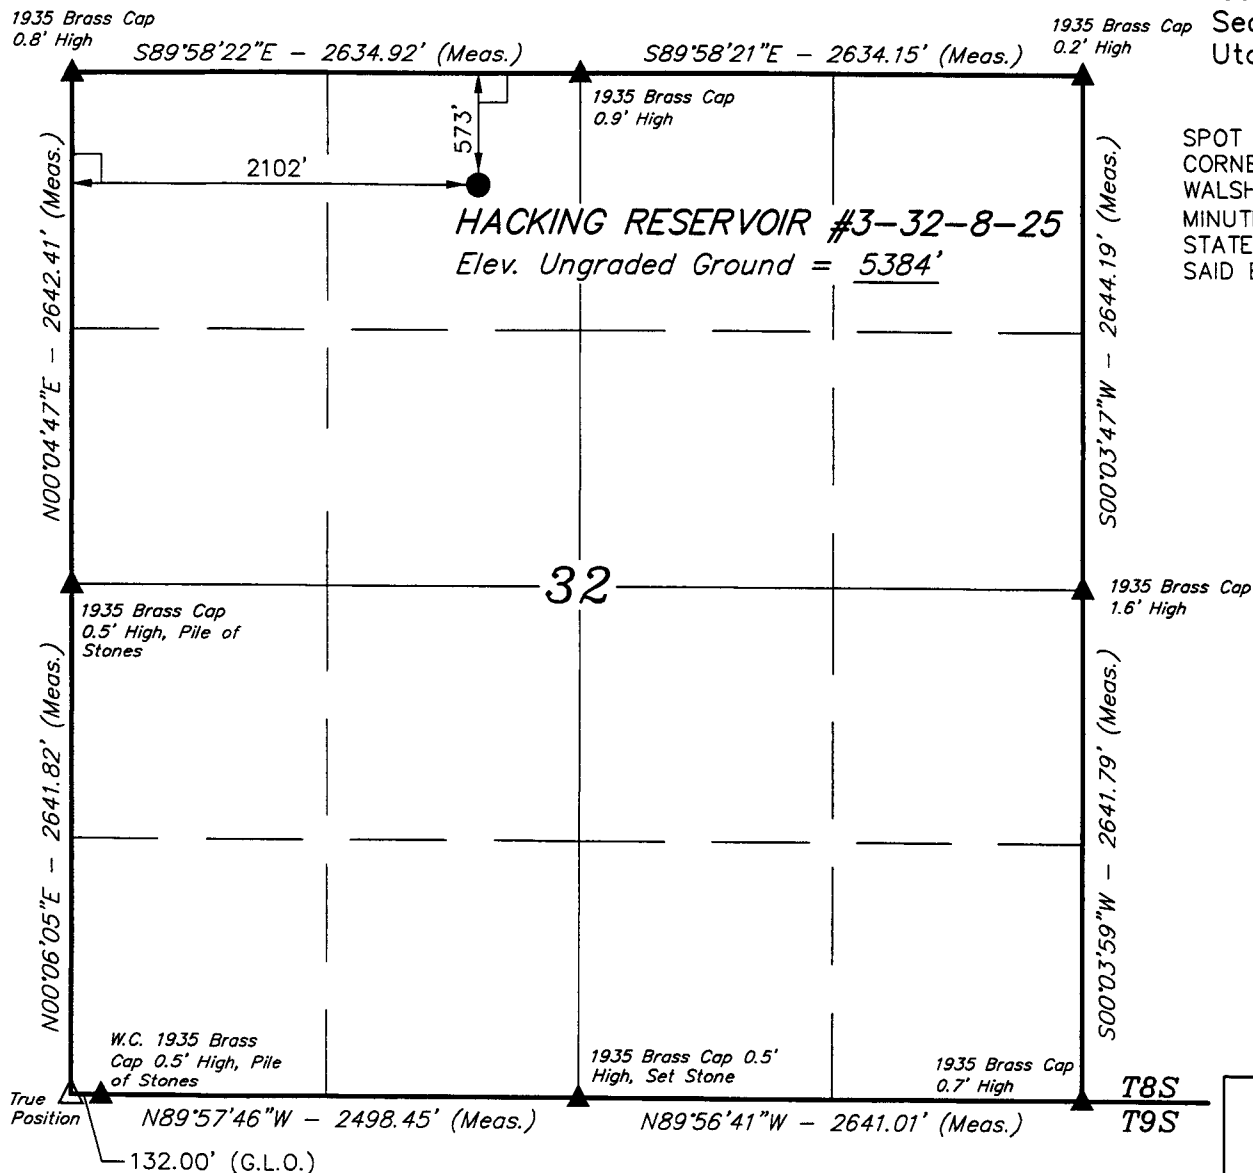 1935 Brass Cap
0.8' High
S89°58'22"E - 2634.92' (Meas.)
S89°58'21"E - 2634.15' (Meas.)
1935 Brass Cap
0.2' High
1935 Brass Cap
0.9' High
573'
2102'
HACKING RESERVOIR #3-32-8-25
Elev. Ungraded Ground = 5384'
SPOT
WALSH
STATE
SAID
N00°04'47"E - 2642.41' (Meas.)
S00°03'47"W - 2644.19' (Meas.)
32
1935 Brass Cap
0.5' High, Pile of
Stones
1935 Brass Cap
1.6' High
N00°06'05"E - 2641.82' (Meas.)
S00°03'59"W - 2641.79' (Meas.)
W.C. 1935 Brass
Cap 0.5' High, Pile
of Stones
1935 Brass Cap 0.5'
High, Set Stone
1935 Brass Cap
0.7' High
True
Position
N89°57'46"W - 2498.45' (Meas.)
N89°56'41"W - 2641.01' (Meas.)
T8S
T9S
132.00' (G.L.O.)